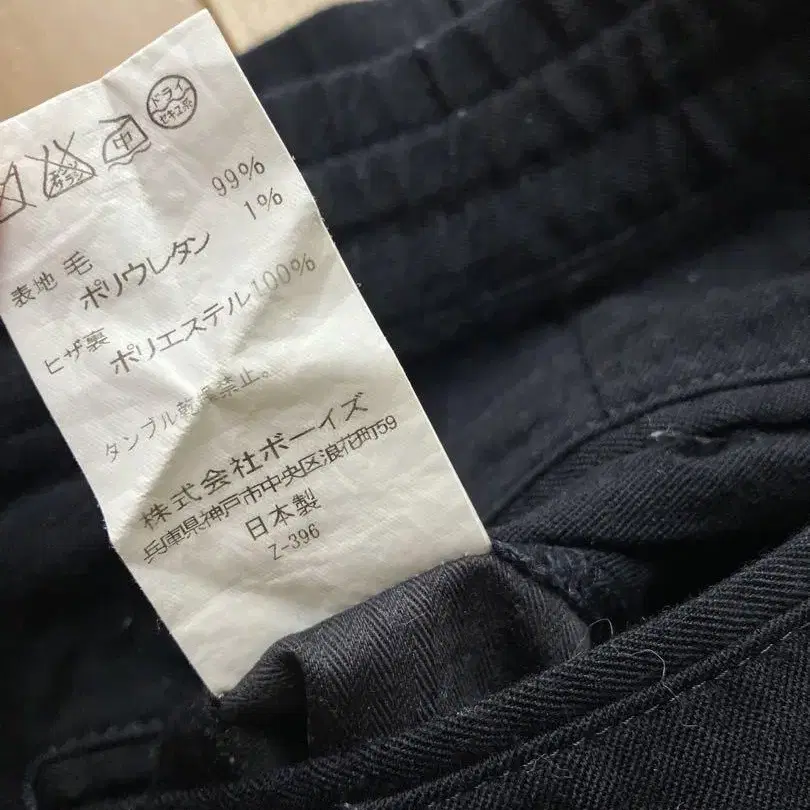 中 ドライ セキユ系
99%
表地 毛 1%
ポリウレタン
ヒザ裏 ポリエステル100%
タンブル乾燥禁止。
株式会社ボーイズ
兵庫県神戸市中央区浪花町59
日本製
Z-396